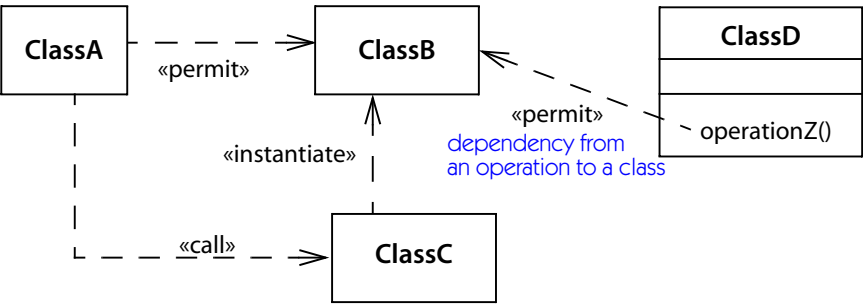 ClassA
«permit»
ClassB
ClassD
«permit»
dependency from
an operation to a class
operationZ()
«instantiate»
«call»
ClassC